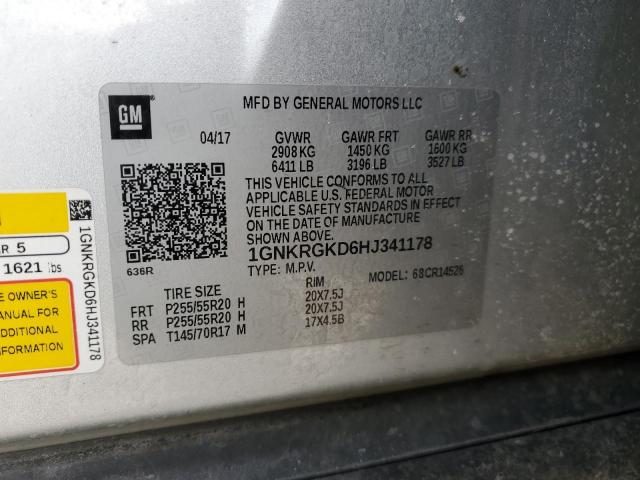 GM
MFD BY GENERAL MOTORS LLC
04/17 GVWR GAWR FRT GAWR RR
2908 KG 1450 KG 1600 KG
6411 LB 3196 LB 3527 LB
THIS VEHICLE CONFORMS TO ALL
APPLICABLE U.S. FEDERAL MOTOR
VEHICLE SAFETY STANDARDS IN EFFECT
ON THE DATE OF MANUFACTURE
SHOWN ABOVE.
636R
1GNKRGKD6HJ341178
TYPE: M.P.V. 68CR14526
TIRE SIZE RIM
FRT P255/55R20 H 20X7.5J
RR P255/55R20 H 20X7.5J
SPA T145/70R17 M 17X4.5B
R 5
1621 lbs
E OWNER'S
MANUAL FOR
ADDITIONAL
FORMATION
1GNKRGKD6HJ341178